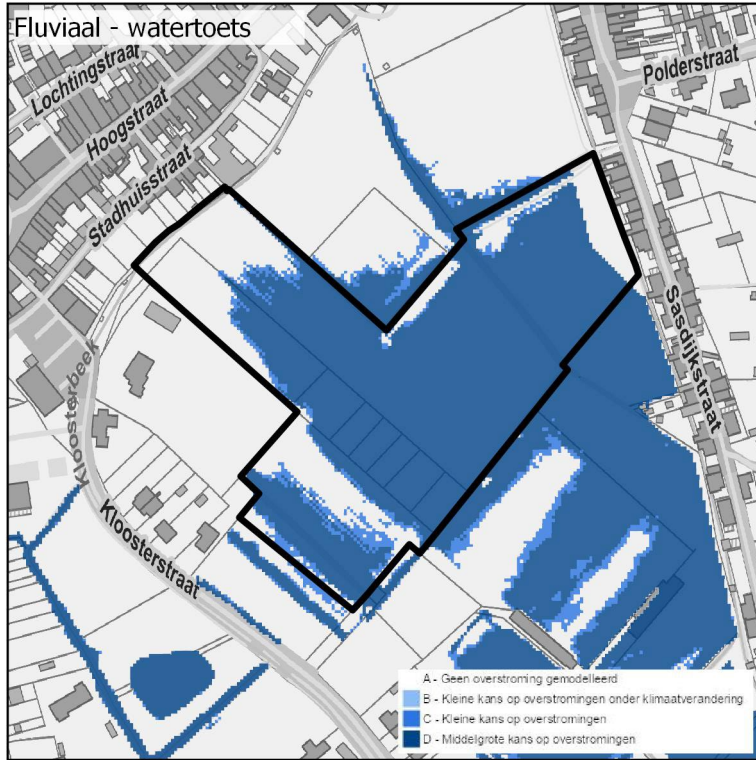 Fluviaal - watertoets
Lochtingstraat
Hoogstraat
Stadhuisstraat
Polderstraat
Sasdijkstraat
Kloosterbeek
Kloosterstraat
A - Geen overstroming gemodelleerd
B - Kleine kans op overstromingen onder klimaatverandering
C - Kleine kans op overstromingen
D - Middelgrote kans op overstromingen